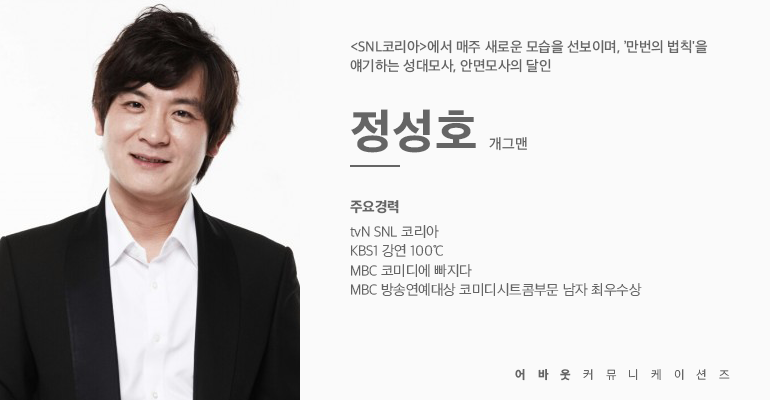 <SNL코리아>에서 매주 새로운 모습을 선보이며, '만번의 법칙'을
얘기하는 성대모사, 안면모사의 달인
정성호 개그맨
주요경력
tvN SNL 코리아
KBS1 강연 100℃
MBC 코미디에 빠지다
MBC 방송연예대상 코미디시트콤부문 남자 최우수상
어바웃커뮤니케이션즈